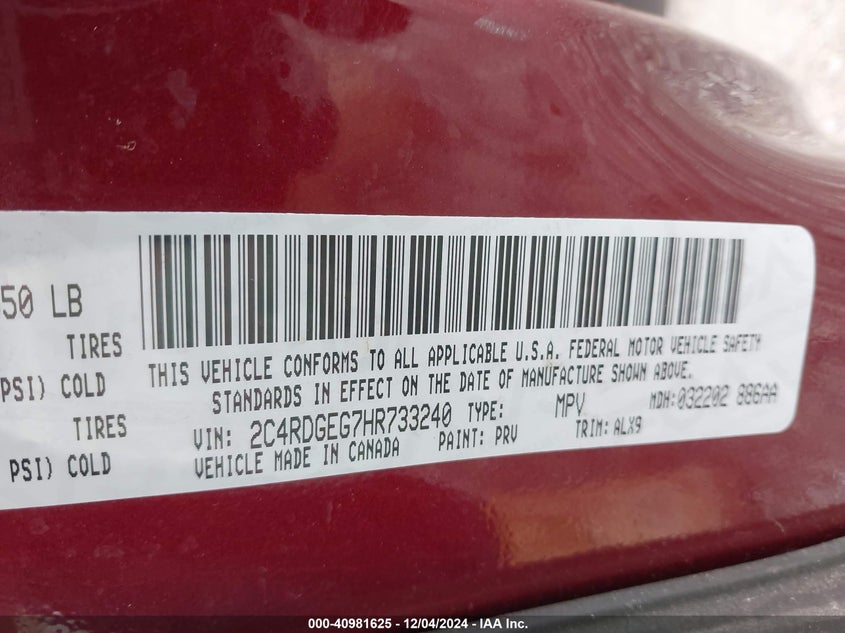 50 LB
TIRES
PSI) COLD
PSI) COLD
THIS VEHICLE CONFORMS TO ALL APPLICABLE U.S.A. FEDERAL MOTOR VEHICLE SAFETY
STANDARDS IN EFFECT ON THE DATE OF MANUFACTURE SHOWN ABOVE.
VIN: 2C4RDGEG7HR733240 TYPE: MPV MDH:032202 886AA
VEHICLE MADE IN CANADA PAINT: PRV TRIM: ALX9
000-40981625 - 12/04/2024 - IAA Inc.